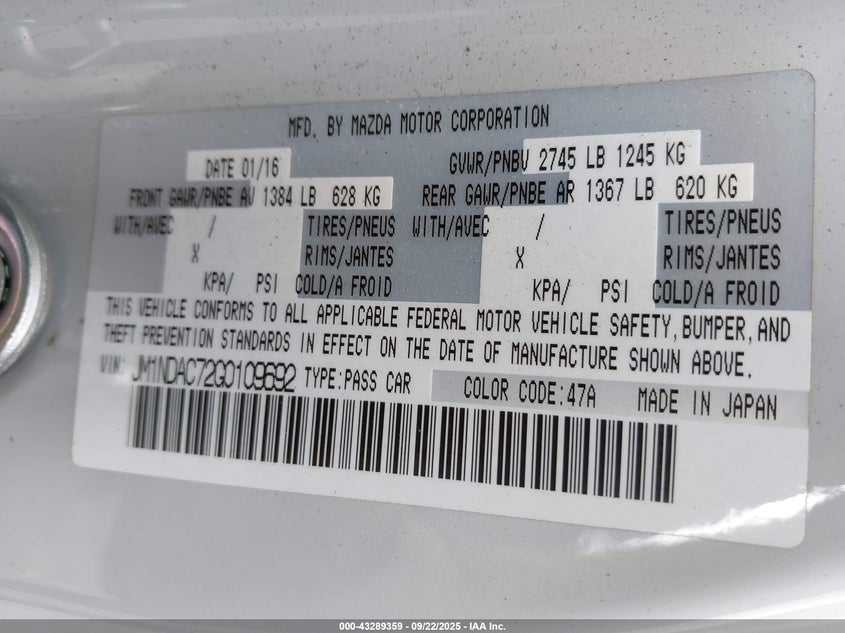 MFD. BY MAZDA MOTOR CORPORATION
DATE 01/16 GVWR/PNBV 2745 LB 1245 KG
FRONT GAWR/PNBE AV 1384 LB 628 KG REAR GAWR/PNBE AR 1367 LB 620 KG
WITH/AVEC / TIRES/PNEUS WITH/AVEC / TIRES/PNEUS
X RIMS/JANTES X RIMS/JANTES
KPA/ PSI COLD/A FROID KPA/ PSI COLD/A FROID
THIS VEHICLE CONFORMS TO ALL APPLICABLE FEDERAL MOTOR VEHICLE SAFETY, BUMPER, AND
THEFT PREVENTION STANDARDS IN EFFECT ON THE DATE OF MANUFACTURE SHOWN ABOVE.
VIN: JM1NDAC72G0109692 TYPE:PASS CAR COLOR CODE:47A MADE IN JAPAN
000-43289359 - 09/22/2025 - IAA Inc.